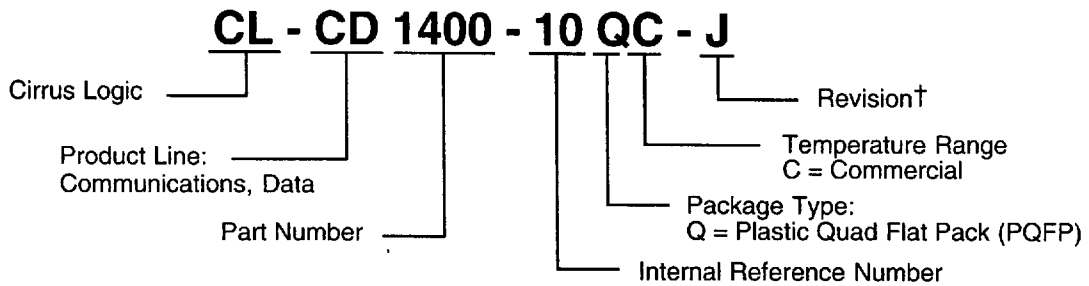 CL - CD 1400 - 10 QC - J
Cirrus Logic
Revision†
Product Line:
Communications, Data
Temperature Range
C = Commercial
Part Number
Package Type:
Q = Plastic Quad Flat Pack (PQFP)
Internal Reference Number